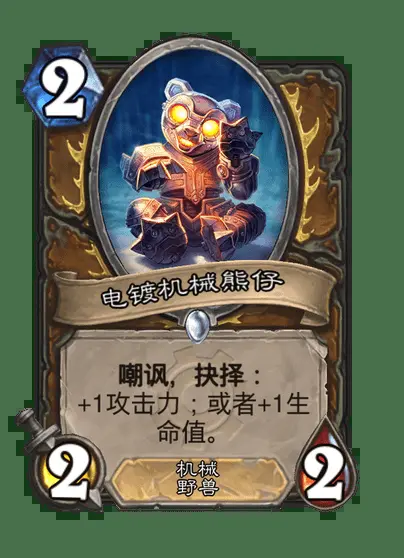 2
电镀机械熊仔
嘲讽，抉择：
+1攻击力；或者+1生
命值。
机械
野兽
2
2